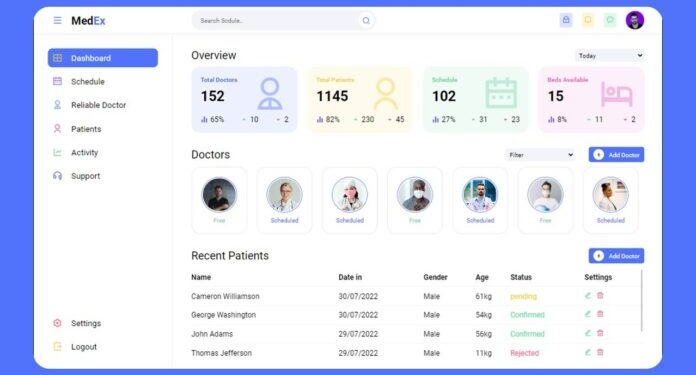 MedEx
Search Scdule..
Dashboard
Schedule
Reliable Doctor
Patients
Activity
Support
Settings
Logout
Overview
Today
Total Doctors
152
65% 10 2
Total Patients
1145
82% 230 45
Schedule
102
27% 31 23
Beds Available
15
8% 11 2
Doctors
Filter
Add Doctor
Free
Scheduled
Scheduled
Free
Scheduled
Free
Scheduled
Recent Patients
Add Doctor
Name Date in Gender Age Status Settings
Cameron Williamson 30/07/2022 Male 61kg pending
George Washington 30/07/2022 Male 54kg Confirmed
John Adams 29/07/2022 Male 56kg Confirmed
Thomas Jefferson 29/07/2022 Male 11kg Rejected